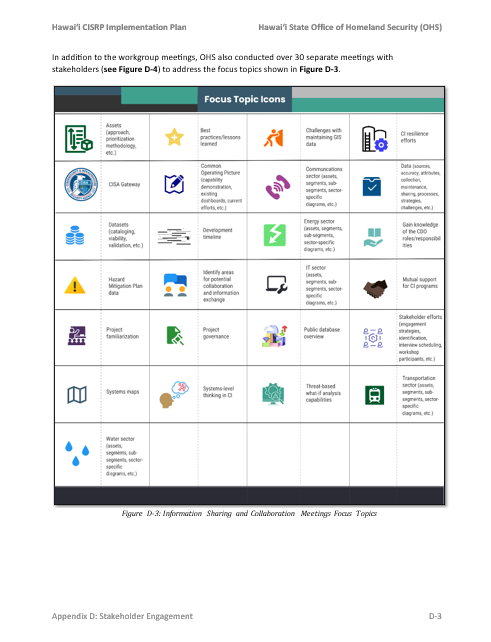 Hawai‘i CISRP Implementation Plan
Hawai‘i State Office of Homeland Security (OHS)
In addition to the workgroup meetings, OHS also conducted over 30 separate meetings with
stakeholders (see Figure D-4) to address the focus topics shown in Figure D-3.
Focus Topic Icons
Assets
(approach,
prioritization
methodology,
etc.)
Best
practices/lessons
learned
Challenges with
maintaining GIS
data
CI resilience
efforts
CISA Gateway
Common
Operating Picture
(capability
demonstration,
existing
dashboards, current
efforts, etc.)
Communcations
sector (assets,
segments, sub-
segments, sector-
specific
diagrams, etc.)
Data (sources,
accuracy, attributes,
collection,
maintenance,
sharing, processes,
strategies,
challenges, etc.)
Datasets
(cataloging,
viability,
validation, etc.)
Development
timeline
Energy sector
(assets, segments,
sub-segments,
sector-specific
diagrams, etc.)
Gain knowledge
of the CDO
roles/responsibil
ities
Hazard
Mitigation Plan
data
Identify areas
for potential
collaboration
and information
exchange
IT sector
(assets,
segments,
sub-segments,
sector-specific
diagrams, etc.)
Mutual support
for CI programs
Project
familiarization
Project
governance
Public database
overview
Stakeholder efforts
(engagement
strategies,
identification,
interview scheduling,
workshop
participants, etc.)
Systems maps
Systems-level
thinking in CI
Threat-based
what if analysis
capabilities
Transportation
sector (assets,
segments, sub-
segments, sector-
specific
diagrams, etc.)
Water sector
(assets,
segments, sub-
segments, sector-
specific
diagrams, etc.)
Figure D-3: Information Sharing and Collaboration Meetings Focus Topics
Appendix D: Stakeholder Engagement
D-3